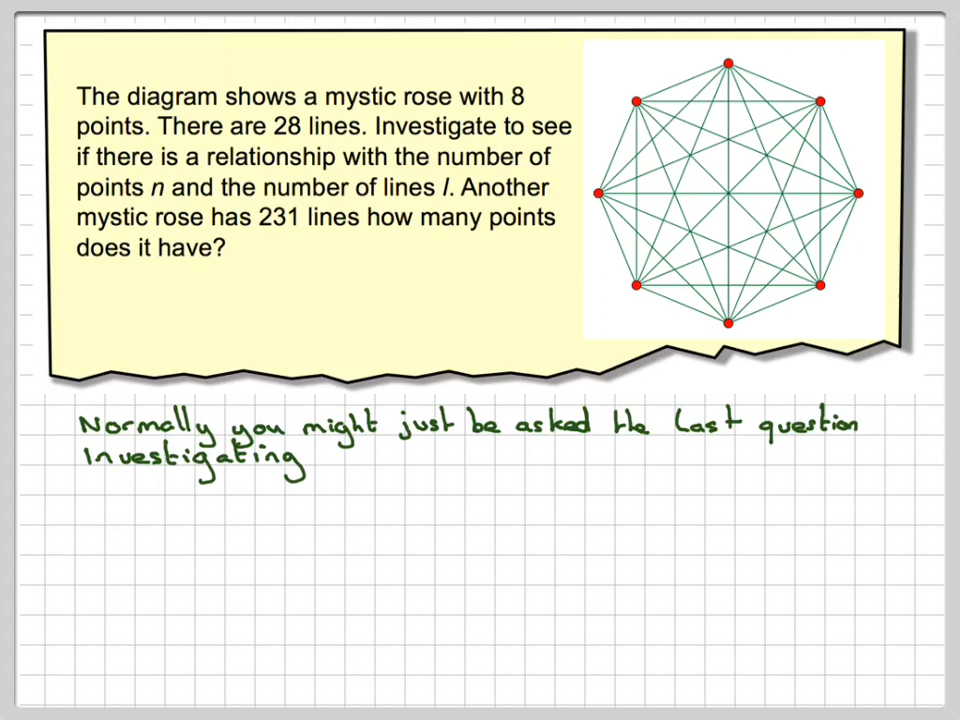 The diagram shows a mystic rose with 8
points. There are 28 lines. Investigate to see
if there is a relationship with the number of
points n and the number of lines l. Another
mystic rose has 231 lines how many points
does it have?
Normally you might just be asked the last question
Investigating